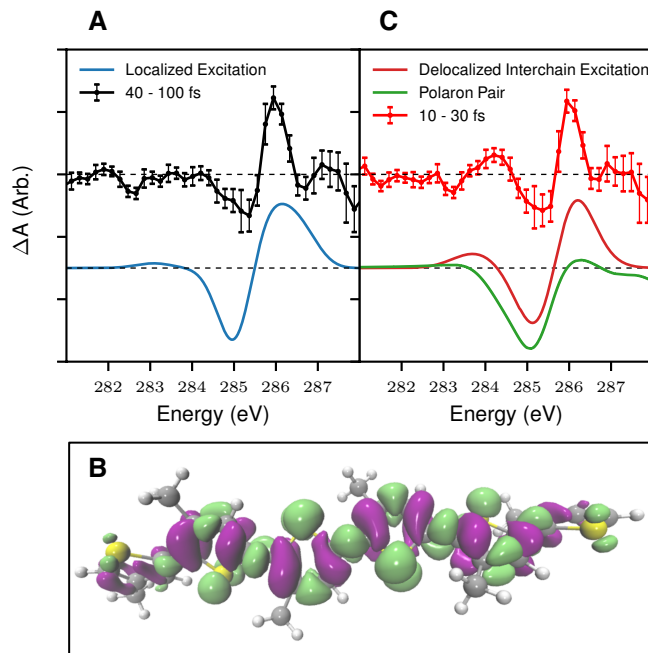 A
C
Localized Excitation
40 - 100 fs
Delocalized Interchain Excitation
Polaron Pair
10 - 30 fs
ΔA (Arb.)
282 283 284 285 286 287
282 283 284 285 286 287
Energy (eV)
Energy (eV)
B